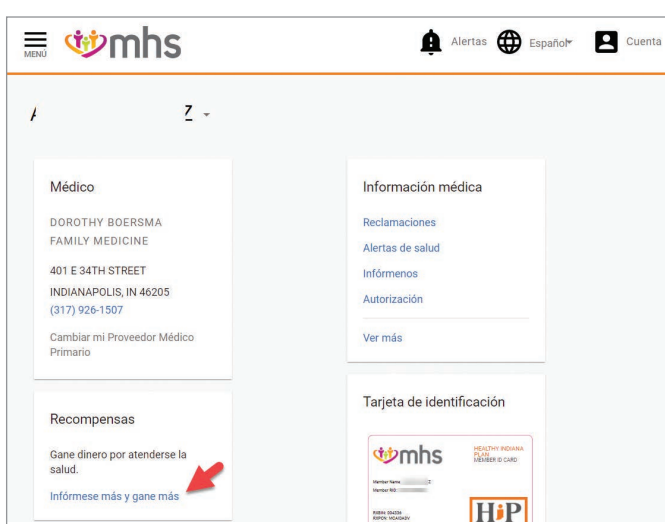 MENÚ
mhs
Alertas
Español
Cuenta
Médico
DOROTHY BOERSMA
FAMILY MEDICINE
401 E 34TH STREET
INDIANAPOLIS, IN 46205
(317) 926-1507
Cambiar mi Proveedor Médico
Primario
Recompensas
Gane dinero por atenderse la
salud.
Infórmese más y gane más
Información médica
Reclamaciones
Alertas de salud
Infórmenos
Autorización
Ver más
Tarjeta de identificación
mhs
HEALTHY INDIANA
PLAN
MEMBER ID CARD
Member Name
Member RID
HiP